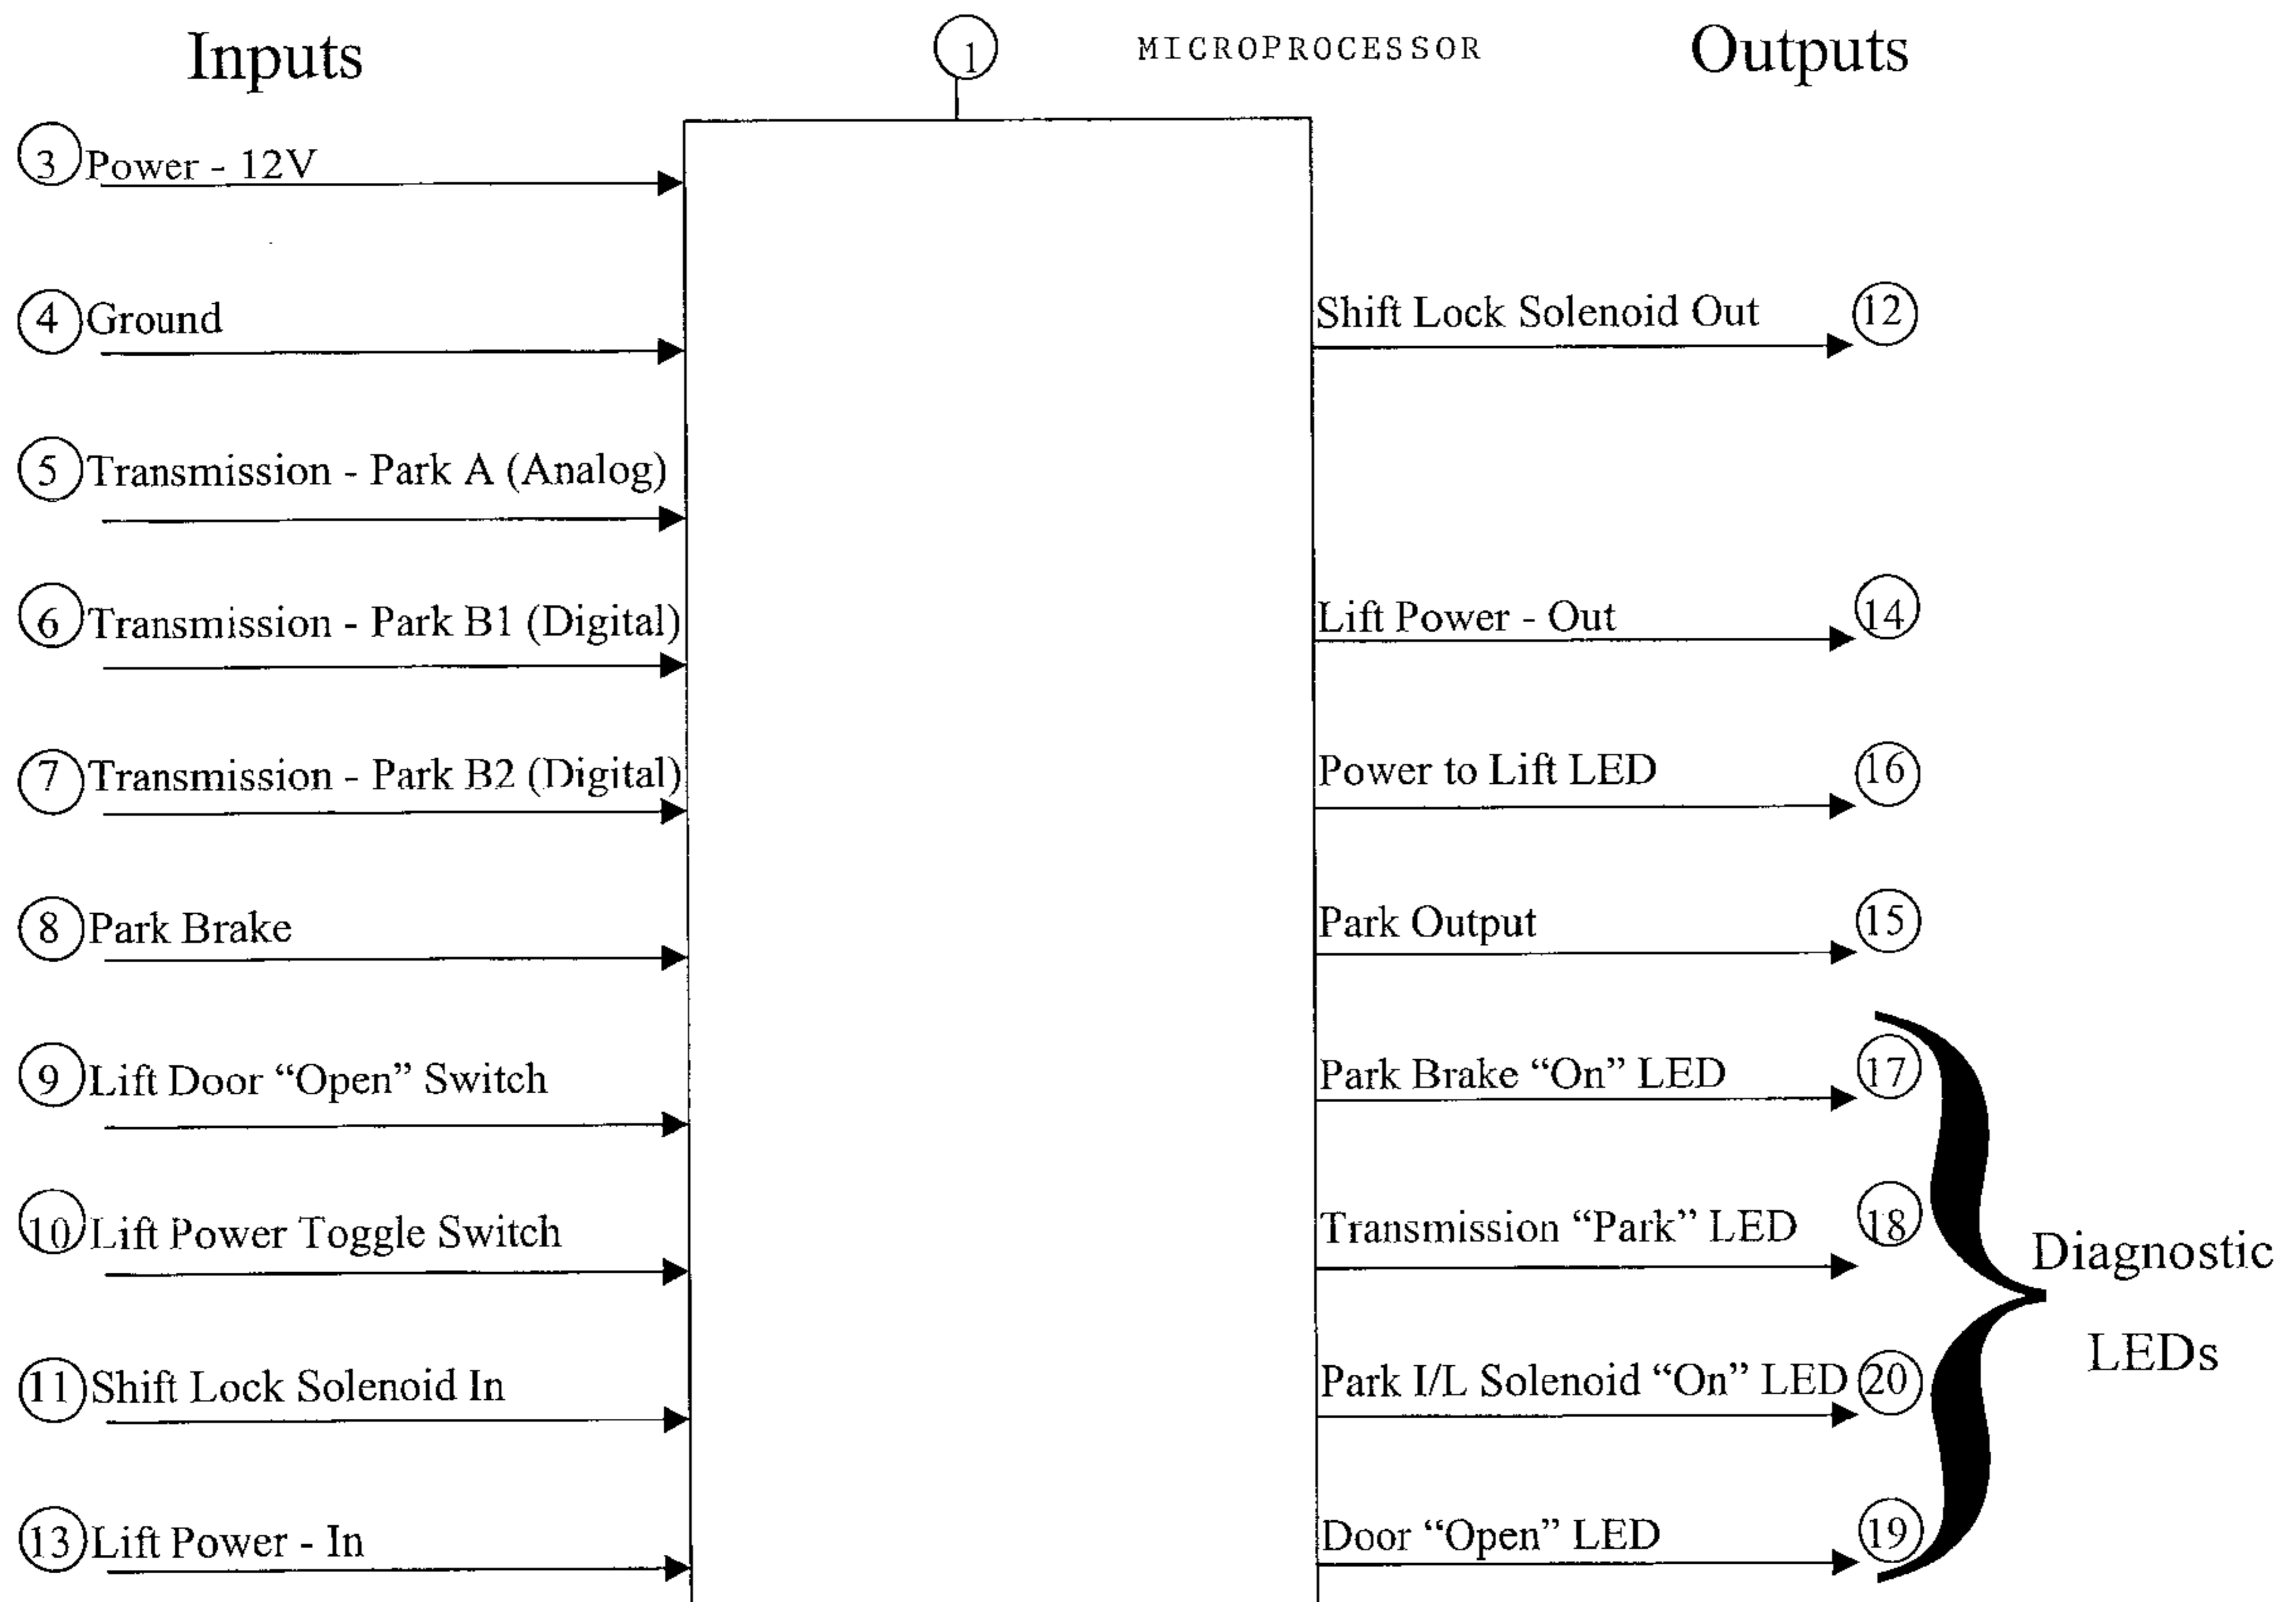 Inputs
1
MICROPROCESSOR
Outputs
3 Power - 12V
4 Ground
Shift Lock Solenoid Out 12
5 Transmission - Park A (Analog)
6 Transmission - Park B1 (Digital)
Lift Power - Out 14
7 Transmission - Park B2 (Digital)
Power to Lift LED 16
8 Park Brake
Park Output 15
9 Lift Door “Open” Switch
Park Brake “On” LED 17
10 Lift Power Toggle Switch
Transmission “Park” LED 18
11 Shift Lock Solenoid In
Park I/L Solenoid “On” LED 20
13 Lift Power - In
Door “Open” LED 19
Diagnostic
LEDs